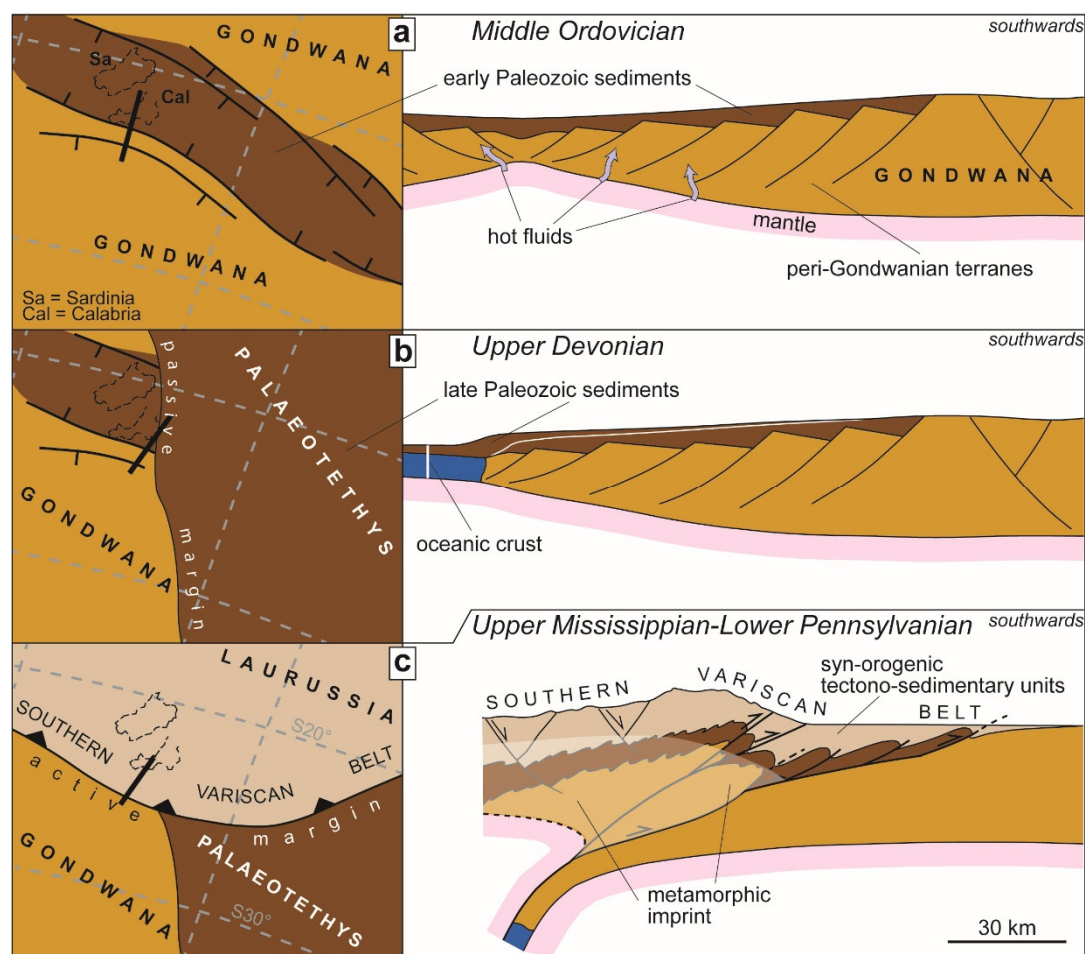 a
GONDWANA
Sa
Cal
GONDWANA
Sa = Sardinia
Cal = Calabria
Middle Ordovician
southwards
early Paleozoic sediments
GONDWANA
hot fluids
mantle
peri-Gondwanian terranes
b
passive
margin
PALAEOTETHYS
GONDWANA
Upper Devonian
southwards
late Paleozoic sediments
oceanic crust
c
LAURUSSIA
S20°
SOUTHERN
VARISCAN
BELT
active
margin
PALAEOTETHYS
GONDWANA
S30°
Upper Mississippian-Lower Pennsylvanian
southwards
SOUTHERN
VARISCAN
BELT
syn-orogenic
tectono-sedimentary units
metamorphic
imprint
30 km